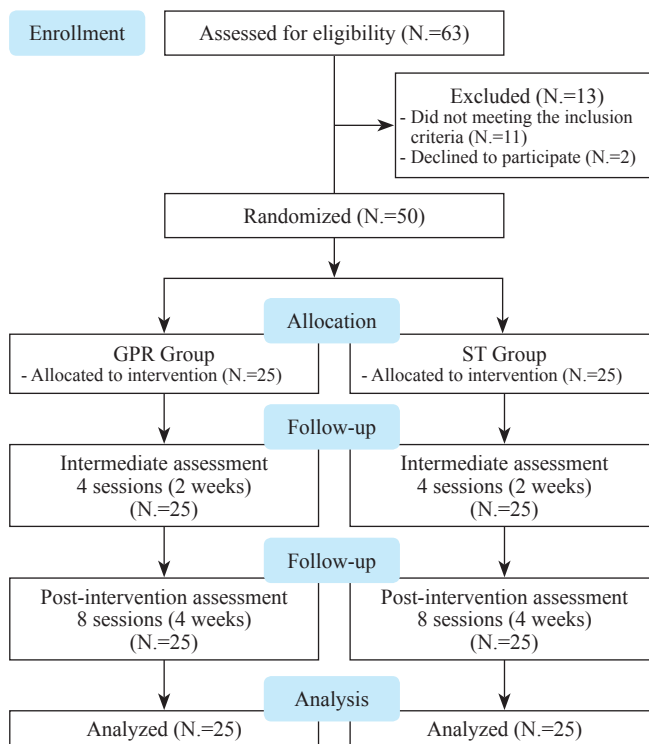 Enrollment
Assessed for eligibility (N.=63)
Excluded (N.=13)
- Did not meeting the inclusion
criteria (N.=11)
- Declined to participate (N.=2)
Randomized (N.=50)
Allocation
GPR Group
- Allocated to intervention (N.=25)
ST Group
- Allocated to intervention (N.=25)
Follow-up
Intermediate assessment
4 sessions (2 weeks)
(N.=25)
Intermediate assessment
4 sessions (2 weeks)
(N.=25)
Follow-up
Post-intervention assessment
8 sessions (4 weeks)
(N.=25)
Post-intervention assessment
8 sessions (4 weeks)
(N.=25)
Analysis
Analyzed (N.=25)
Analyzed (N.=25)